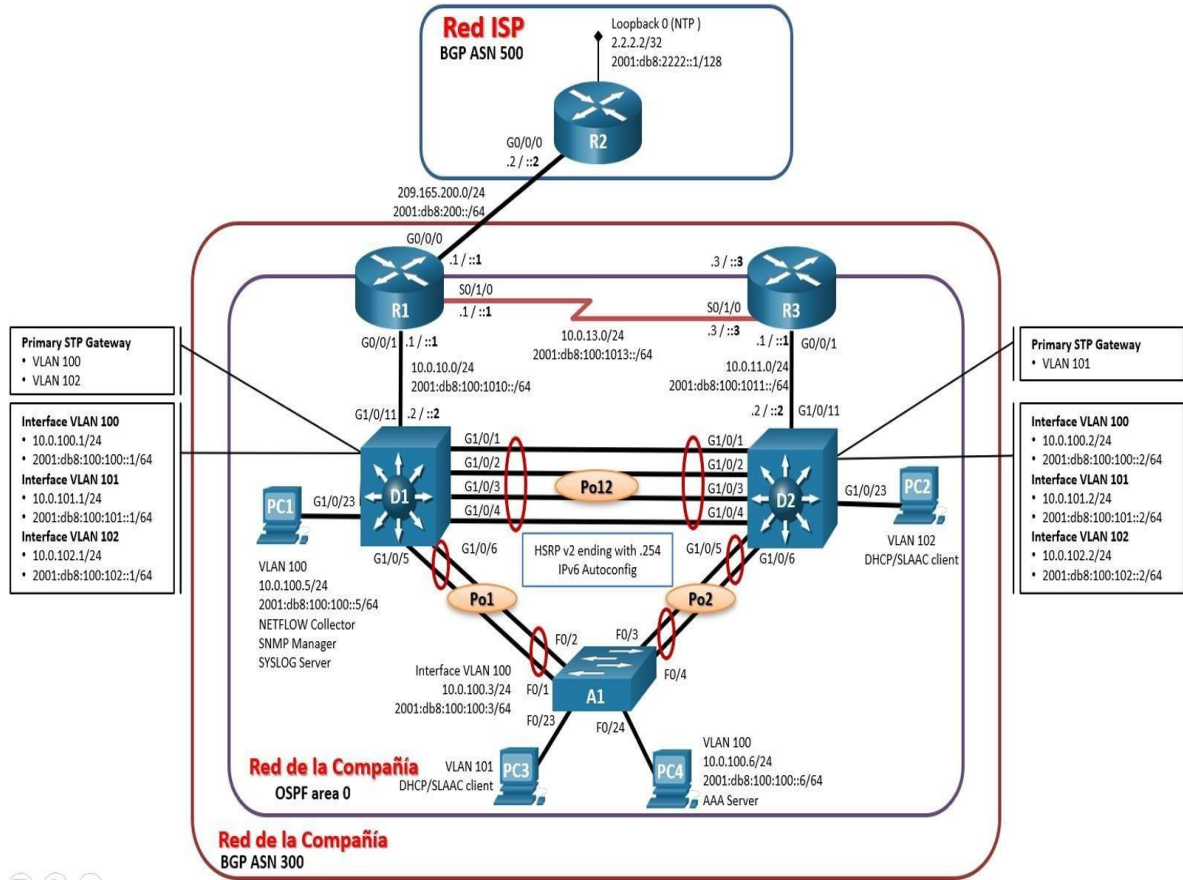 Red ISP
BGP ASN 500
Loopback 0 (NTP )
2.2.2.2/32
2001:db8:2222::1/128
R2
G0/0/0
.2 / ::2
209.165.200.0/24
2001:db8:200::/64
G0/0/0
.1 / ::1
R1
S0/1/0
.1 / ::1
.3 / ::3
R3
S0/1/0
.3 / ::3
10.0.13.0/24
2001:db8:100:1013::/64
G0/0/1
.1 / ::1
10.0.10.0/24
2001:db8:100:1010::/64
G1/0/11
.2 / ::2
.1 / ::1
G0/0/1
10.0.11.0/24
2001:db8:100:1011::/64
.2 / ::2
G1/0/11
Primary STP Gateway
• VLAN 100
• VLAN 102
Interface VLAN 100
• 10.0.100.1/24
• 2001:db8:100:100::1/64
Interface VLAN 101
• 10.0.101.1/24
• 2001:db8:100:101::1/64
Interface VLAN 102
• 10.0.102.1/24
• 2001:db8:100:102::1/64
Primary STP Gateway
• VLAN 101
Interface VLAN 100
• 10.0.100.2/24
• 2001:db8:100:100::2/64
Interface VLAN 101
• 10.0.101.2/24
• 2001:db8:100:101::2/64
Interface VLAN 102
• 10.0.102.2/24
• 2001:db8:100:102::2/64
D1
G1/0/1
G1/0/2
G1/0/3
G1/0/4
Po12
G1/0/1
G1/0/2
G1/0/3
G1/0/4
D2
PC1
G1/0/23
VLAN 100
10.0.100.5/24
2001:db8:100:100::5/64
NETFLOW Collector
SNMP Manager
SYSLOG Server
G1/0/23
PC2
VLAN 102
DHCP/SLAAC client
G1/0/5
G1/0/6
HSRP v2 ending with .254
IPv6 Autoconfig
G1/0/5
G1/0/6
Po1
Po2
F0/2
F0/3
F0/1
F0/4
Interface VLAN 100
10.0.100.3/24
2001:db8:100:100:3/64
A1
F0/23
F0/24
PC3
VLAN 101
DHCP/SLAAC client
PC4
VLAN 100
10.0.100.6/24
2001:db8:100:100::6/64
AAA Server
Red de la Compañía
OSPF area 0
Red de la Compañía
BGP ASN 300